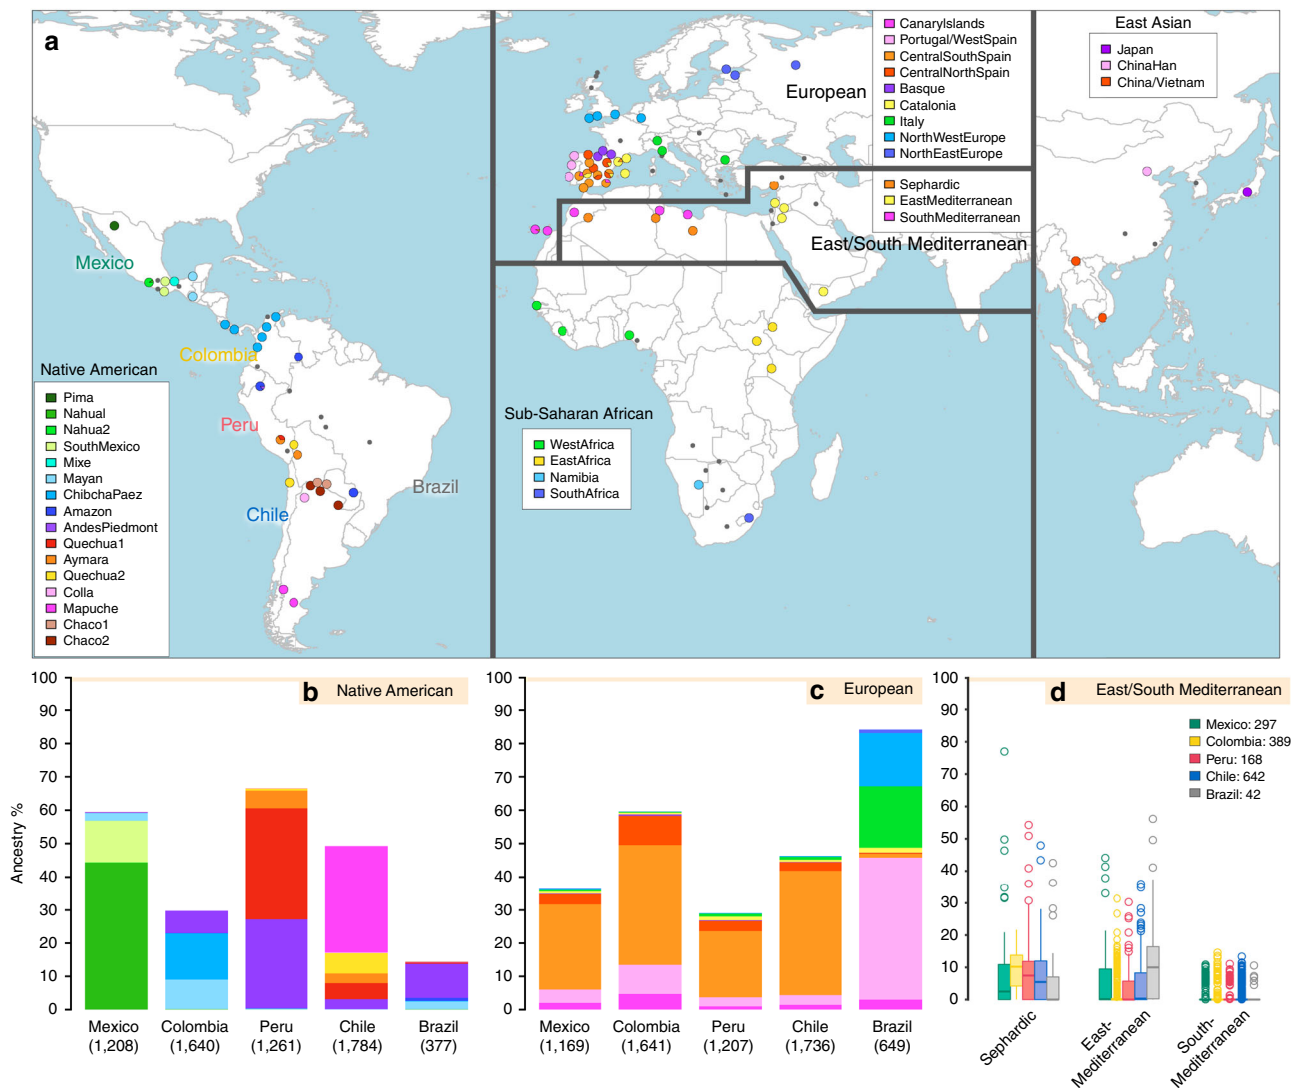 a
CanaryIslands
Portugal/WestSpain
CentralSouthSpain
CentralNorthSpain
Basque
Catalonia
Italy
NorthWestEurope
NorthEastEurope
European
East Asian
Japan
ChinaHan
China/Vietnam
Sephardic
EastMediterranean
SouthMediterranean
East/South Mediterranean
Mexico
Colombia
Peru
Chile
Brazil
Native American
Pima
Nahual
Nahua2
SouthMexico
Mixe
Mayan
ChibchaPaez
Amazon
AndesPiedmont
Quechua1
Aymara
Quechua2
Colla
Mapuche
Chaco1
Chaco2
Sub-Saharan African
WestAfrica
EastAfrica
Namibia
SouthAfrica
b Native American
Ancestry %
100
90
80
70
60
50
40
30
20
10
0
Mexico Colombia Peru Chile Brazil
(1,208) (1,640) (1,261) (1,784) (377)
c European
100
90
80
70
60
50
40
30
20
10
0
Mexico Colombia Peru Chile Brazil
(1,169) (1,641) (1,207) (1,736) (649)
d East/South Mediterranean
100
90
80
70
60
50
40
30
20
10
0
Mexico: 297
Colombia: 389
Peru: 168
Chile: 642
Brazil: 42
Sephardic
East-
Mediterranean
South-
Mediterranean